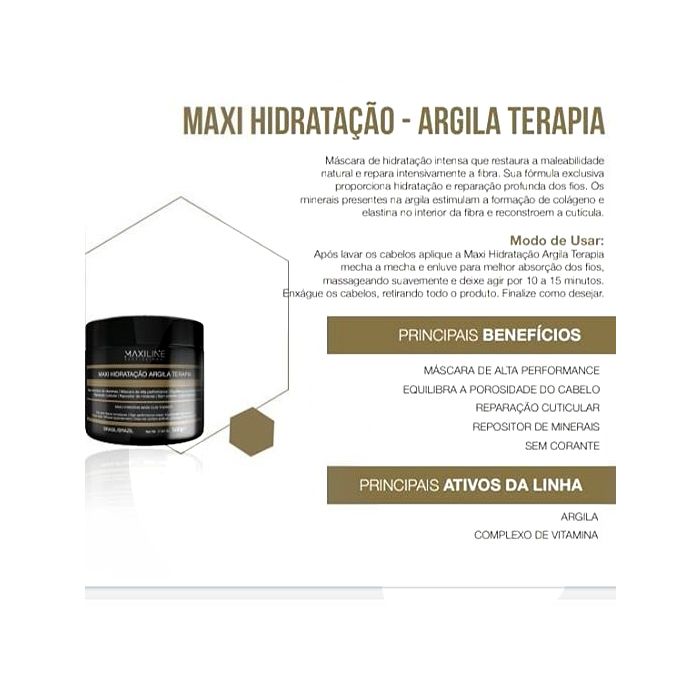 MAXI HIDRATAÇÃO - ARGILA TERAPIA
Máscara de hidratação intensa que restaura a maleabilidade
natural e repara intensivamente a fibra. Sua fórmula exclusiva
proporciona hidratação e reparação profunda dos fios. Os
minerais presentes na argila estimulam a formação de colágeno e
elastina no interior da fibra e reconstroem a cutícula.
Modo de Usar:
Após lavar os cabelos aplique a Maxi Hidratação Argila Terapia
mecha a mecha e enluve para melhor absorção dos fios,
massageando suavemente e deixe agir por 10 a 15 minutos.
Enxágue os cabelos, retirando todo o produto. Finalize como desejar.
PRINCIPAIS BENEFÍCIOS
MÁSCARA DE ALTA PERFORMANCE
EQUILIBRA A POROSIDADE DO CABELO
REPARAÇÃO CUTICULAR
REPOSITOR DE MINERAIS
SEM CORANTE
PRINCIPAIS ATIVOS DA LINHA
ARGILA
COMPLEXO DE VITAMINA
MAXILINE
MAXI HIDRATAÇÃO ARGILA TERAPIA
BRASIL/BRAZIL